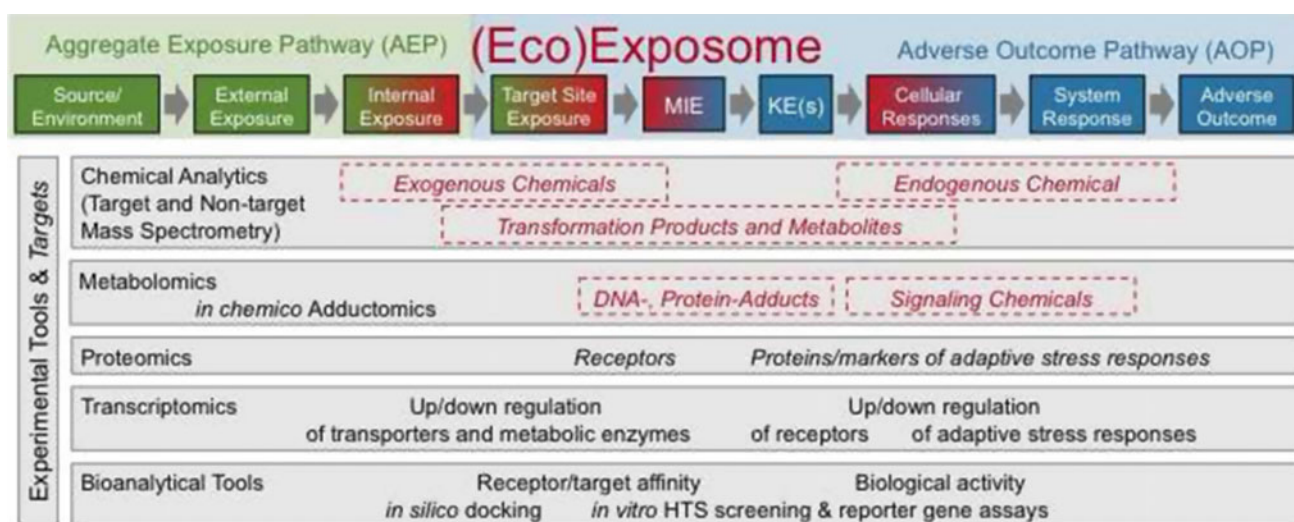 Aggregate Exposure Pathway (AEP) (Eco)Exposome Adverse Outcome Pathway (AOP)
Source/ External Internal Target Site MIE KE(s) Cellular System Adverse
Environment Exposure Exposure Exposure Responses Response Outcome
Experimental Tools & Targets
Chemical Analytics Exogenous Chemicals Endogenous Chemical
(Target and Non-target
Mass Spectrometry) Transformation Products and Metabolites
Metabolomics
in chemico Adductomics DNA-, Protein-Adducts Signaling Chemicals
Proteomics Receptors Proteins/markers of adaptive stress responses
Transcriptomics Up/down regulation Up/down regulation
of transporters and metabolic enzymes of receptors of adaptive stress responses
Bioanalytical Tools Receptor/target affinity Biological activity
in silico docking in vitro HTS screening & reporter gene assays